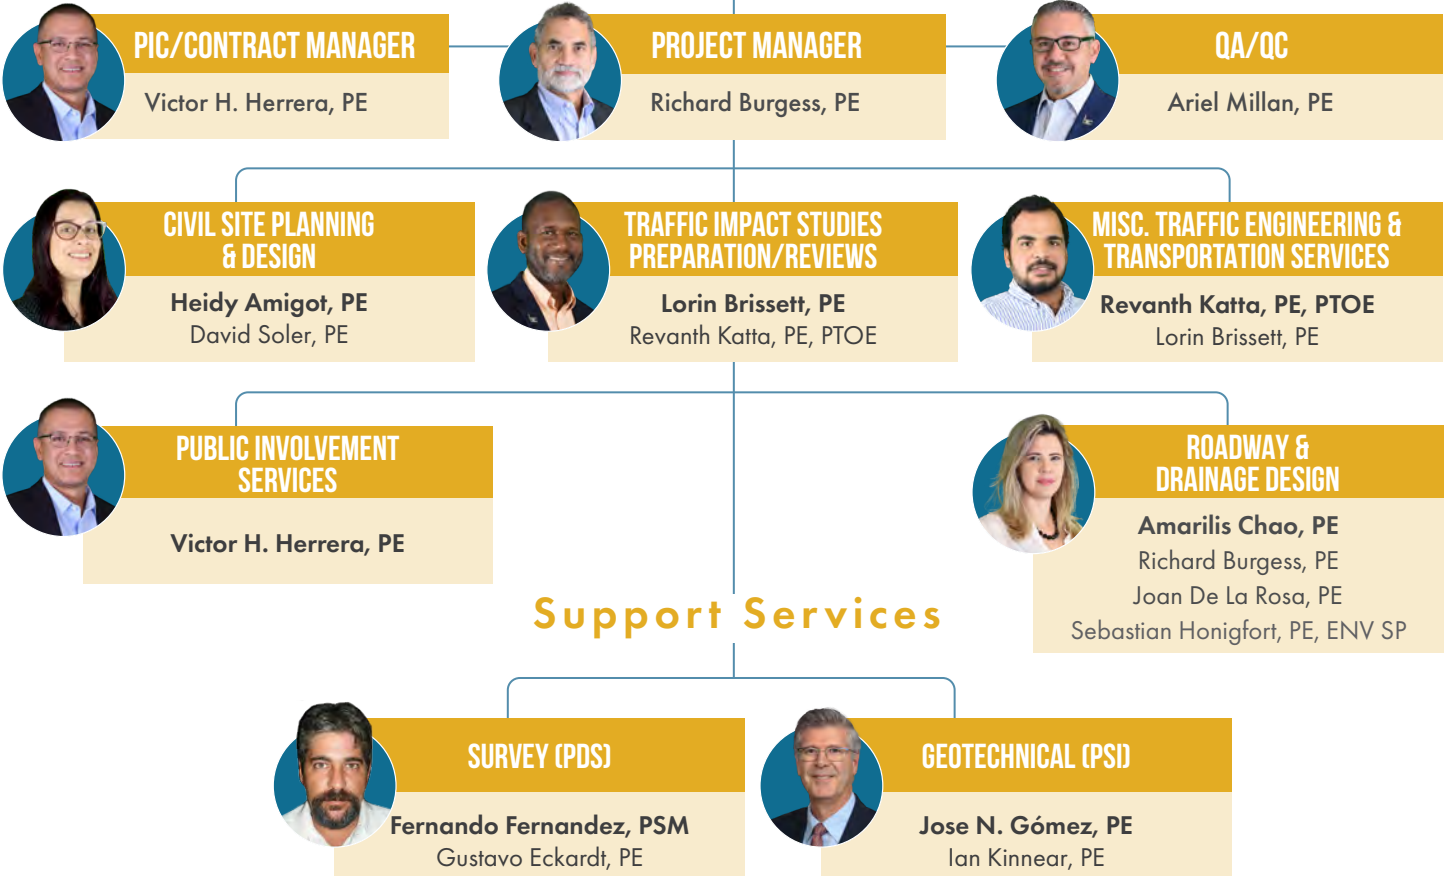 PIC/CONTRACT MANAGER
Victor H. Herrera, PE
PROJECT MANAGER
Richard Burgess, PE
QA/QC
Ariel Millan, PE
CIVIL SITE PLANNING
& DESIGN
Heidy Amigot, PE
David Soler, PE
TRAFFIC IMPACT STUDIES
PREPARATION/REVIEWS
Lorin Brissett, PE
Revanth Katta, PE, PTOE
MISC. TRAFFIC ENGINEERING &
TRANSPORTATION SERVICES
Revanth Katta, PE, PTOE
Lorin Brissett, PE
PUBLIC INVOLVEMENT
SERVICES
Victor H. Herrera, PE
ROADWAY &
DRAINAGE DESIGN
Amarilis Chao, PE
Richard Burgess, PE
Joan De La Rosa, PE
Sebastian Honigfort, PE, ENV SP
Support Services
SURVEY (PDS)
Fernando Fernandez, PSM
Gustavo Eckardt, PE
GEOTECHNICAL (PSI)
Jose N. Gómez, PE
Ian Kinnear, PE